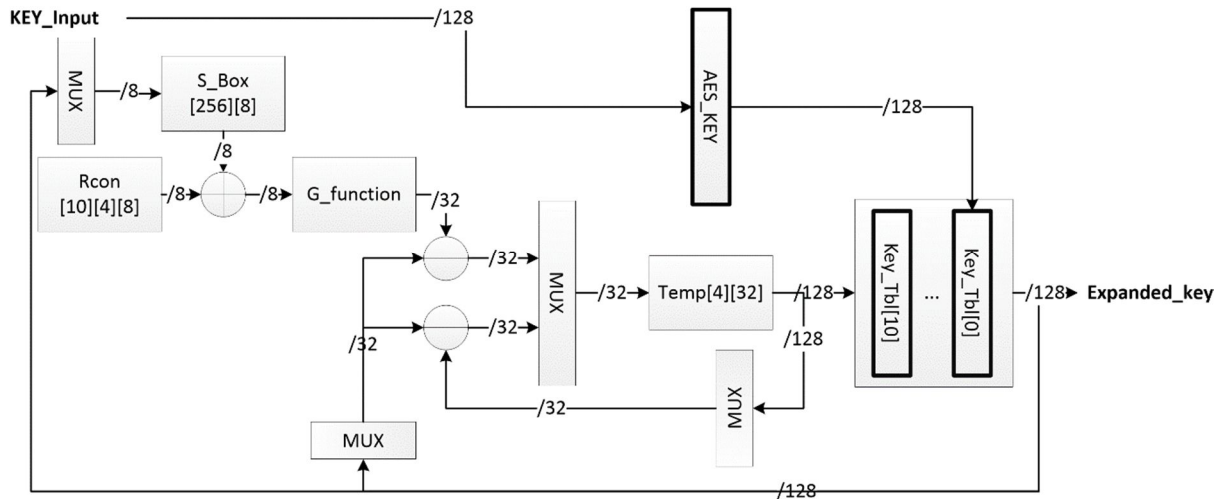 KEY_Input
/128
MUX
/8
S_Box
[256][8]
/8
AES_KEY
/128
Rcon
[10][4][8]
/8
/8
G_function
/32
/32
MUX
/32
Temp[4][32]
/128
Key_Tbl[10]
...
Key_Tbl[0]
/128
Expanded_key
/32
/32
/128
MUX
/32
MUX
/128